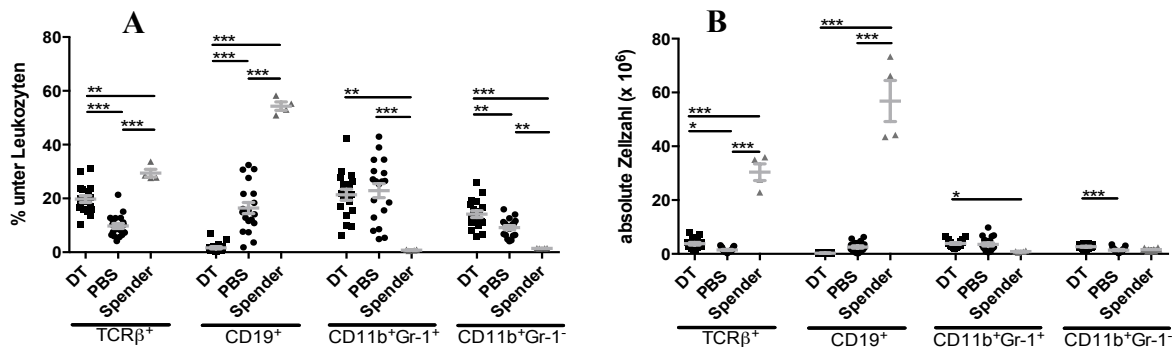 A
% unter Leukozyten
80
60
40
20
0
***
***
**
***
***
***
**
***
***
**
***
**
DT
PBS
Spender
DT
PBS
Spender
DT
PBS
Spender
DT
PBS
Spender
TCRβ⁺
CD19⁺
CD11b⁺Gr-1⁺
CD11b⁺Gr-1⁻
B
absolute Zellzahl (x 10⁶)
80
60
40
20
0
***
***
***
*
***
*
***
DT
PBS
Spender
DT
PBS
Spender
DT
PBS
Spender
DT
PBS
Spender
TCRβ⁺
CD19⁺
CD11b⁺Gr-1⁺
CD11b⁺Gr-1⁻